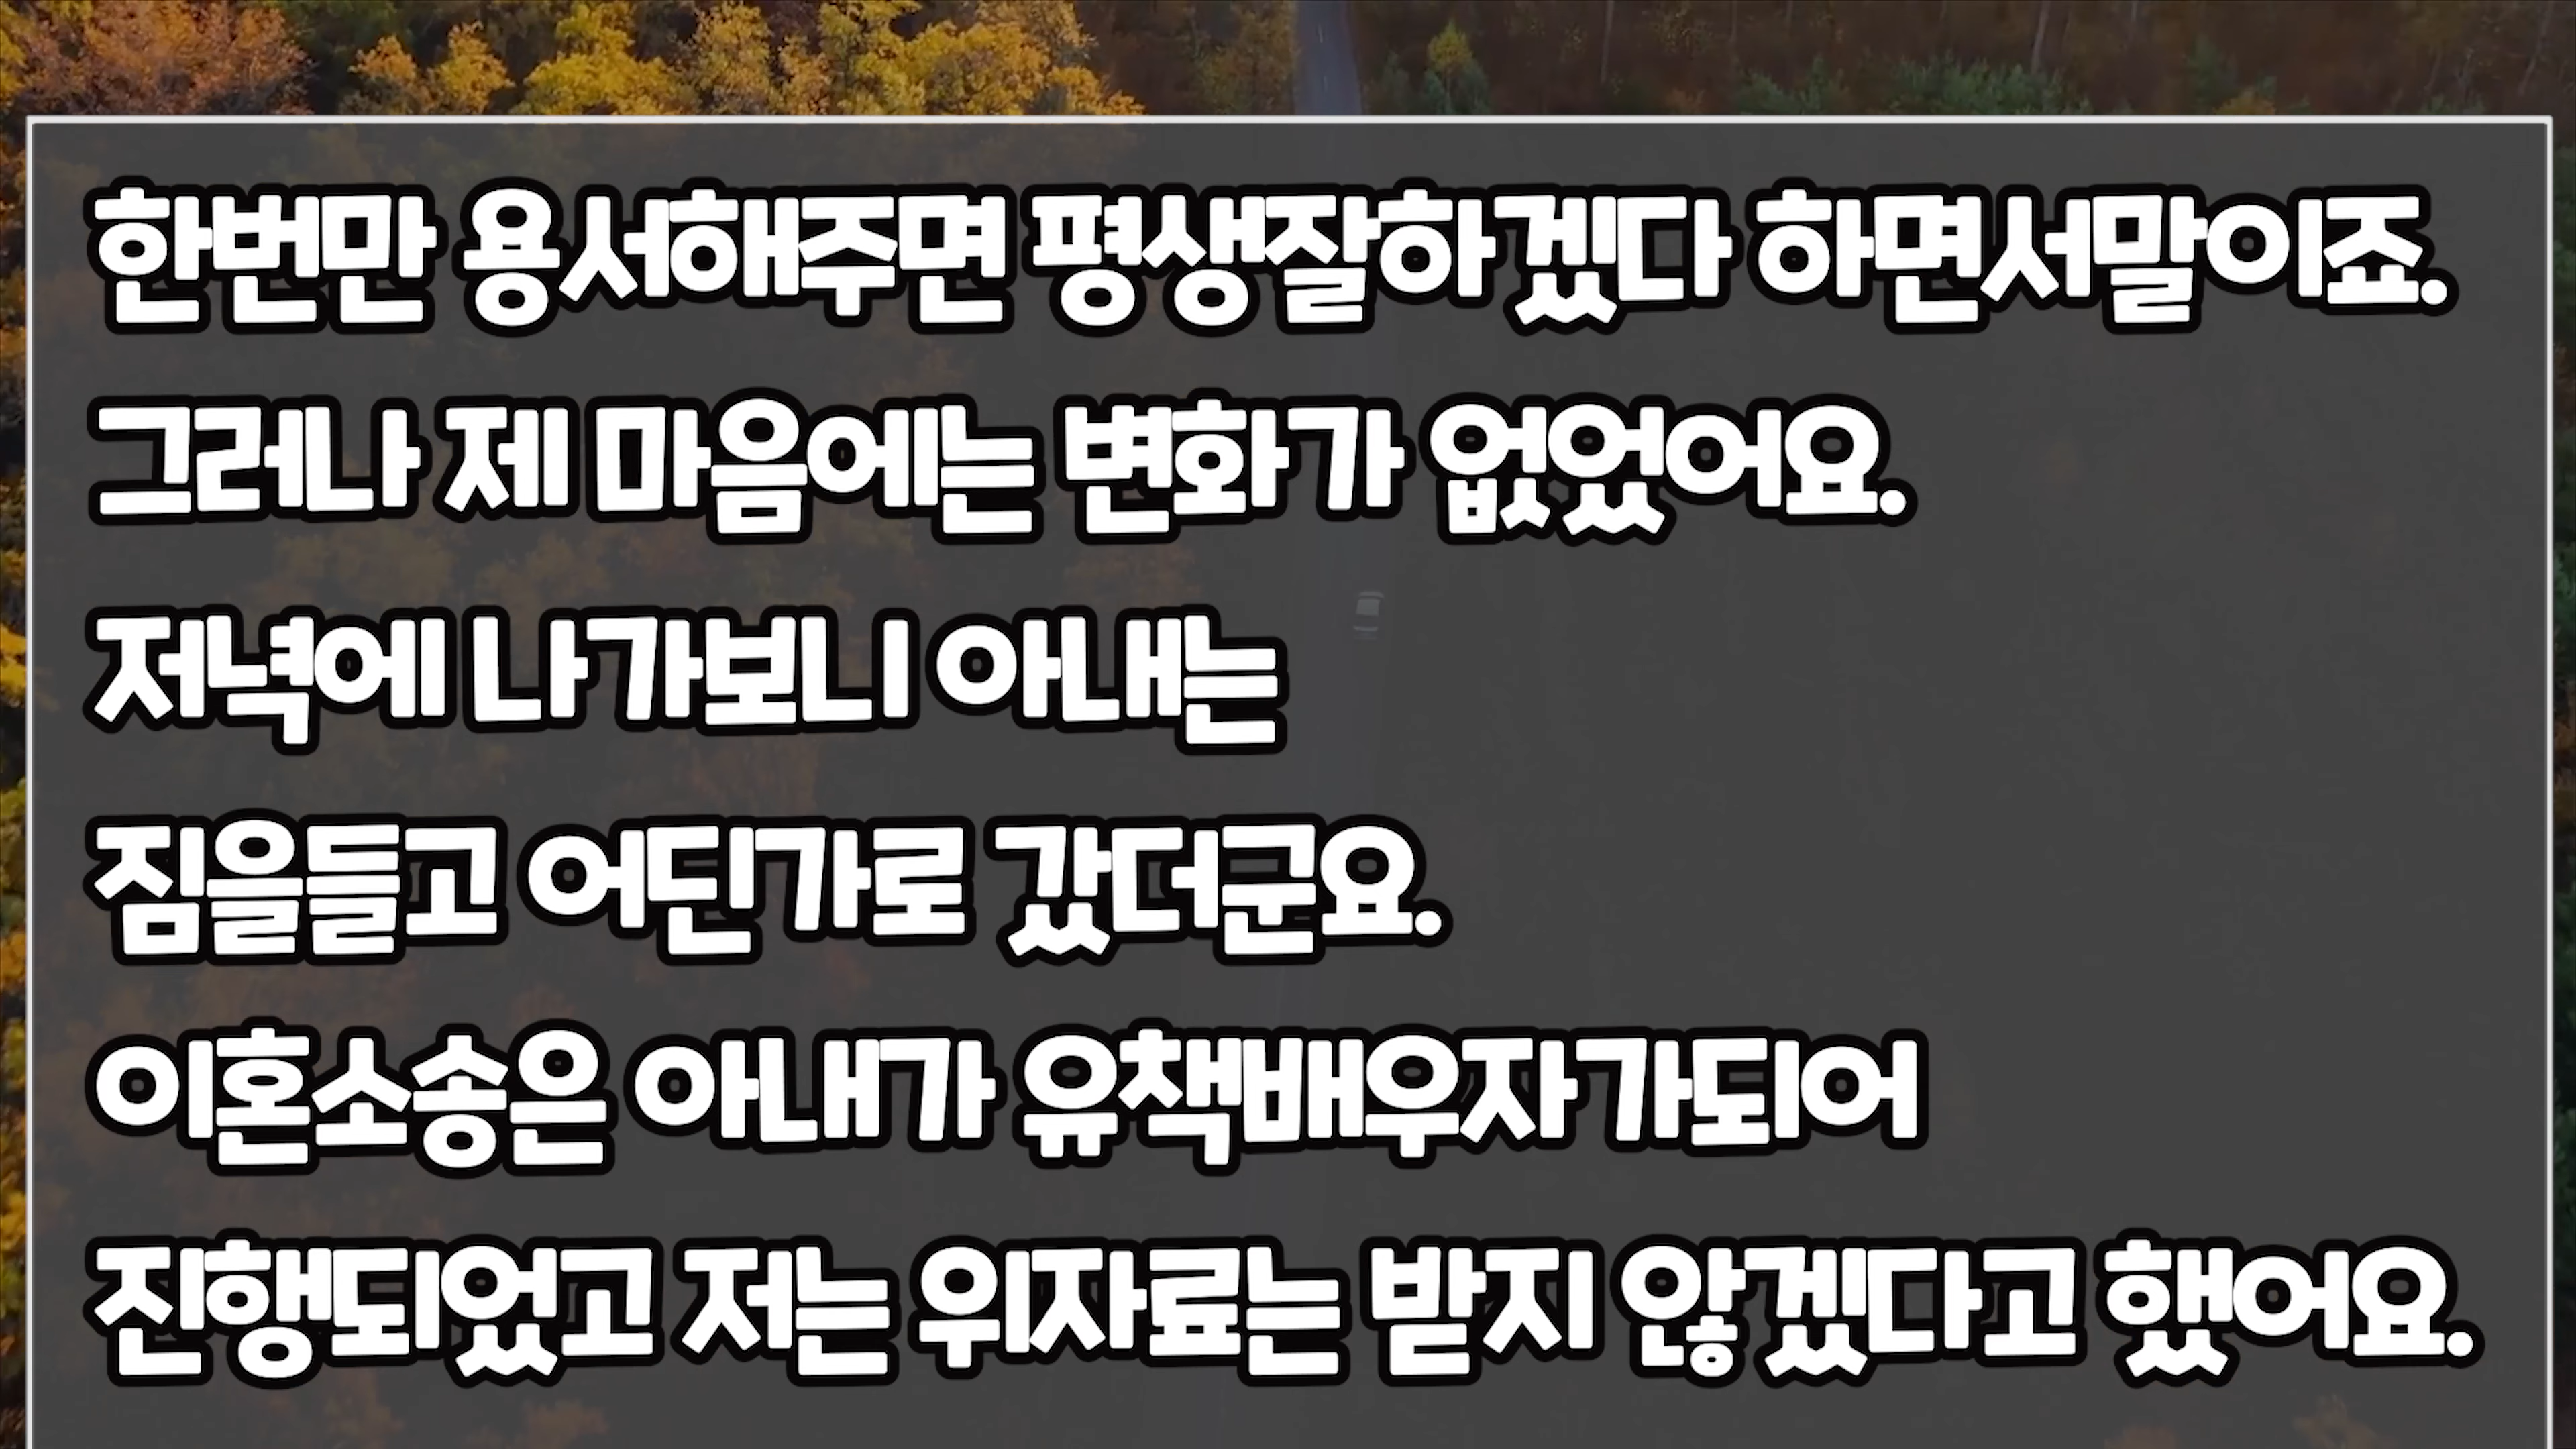 한번만 용서해주면 평생잘하겠다 하면서말이죠.
그러나 제 마음에는 변화가 없었어요.
저녁에 나가보니 아내는
짐을들고 어딘가로 갔더군요.
이혼소송은 아내가 유책배우자가되어
진행되었고 저는 위자료는 받지 않겠다고 했어요.